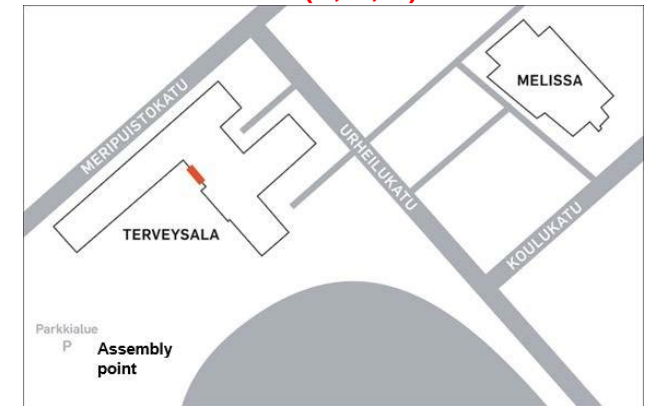 MELISSA
MERIPUISTOKATU
URHEILUKATU
TERVEYSALA
KOULUKATU
Parkkialue
P
Assembly
point